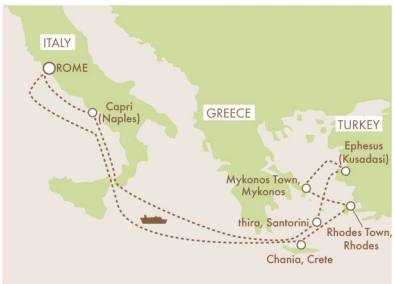 ITALY
ROME
Capri
(Naples)
GREECE
TURKEY
Ephesus
(Kusadasi)
Mykonos Town,
Mykonos
thira, Santorini
Rhodes Town,
Rhodes
Chania, Crete